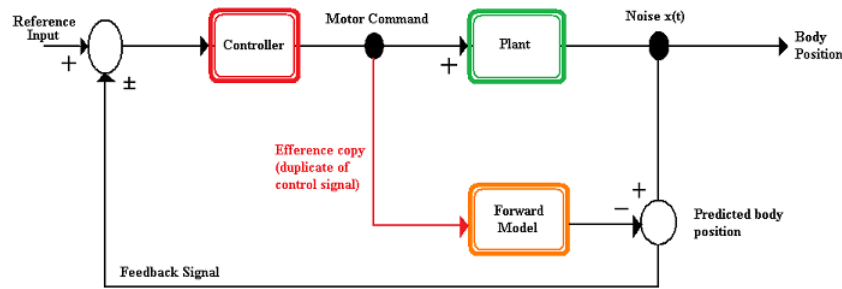 Reference
Input
+
±
Controller
Motor Command
+
Plant
Noise x(t)
Body
Position
Efference copy
(duplicate of
control signal)
Forward
Model
−
+
Predicted body
position
Feedback Signal